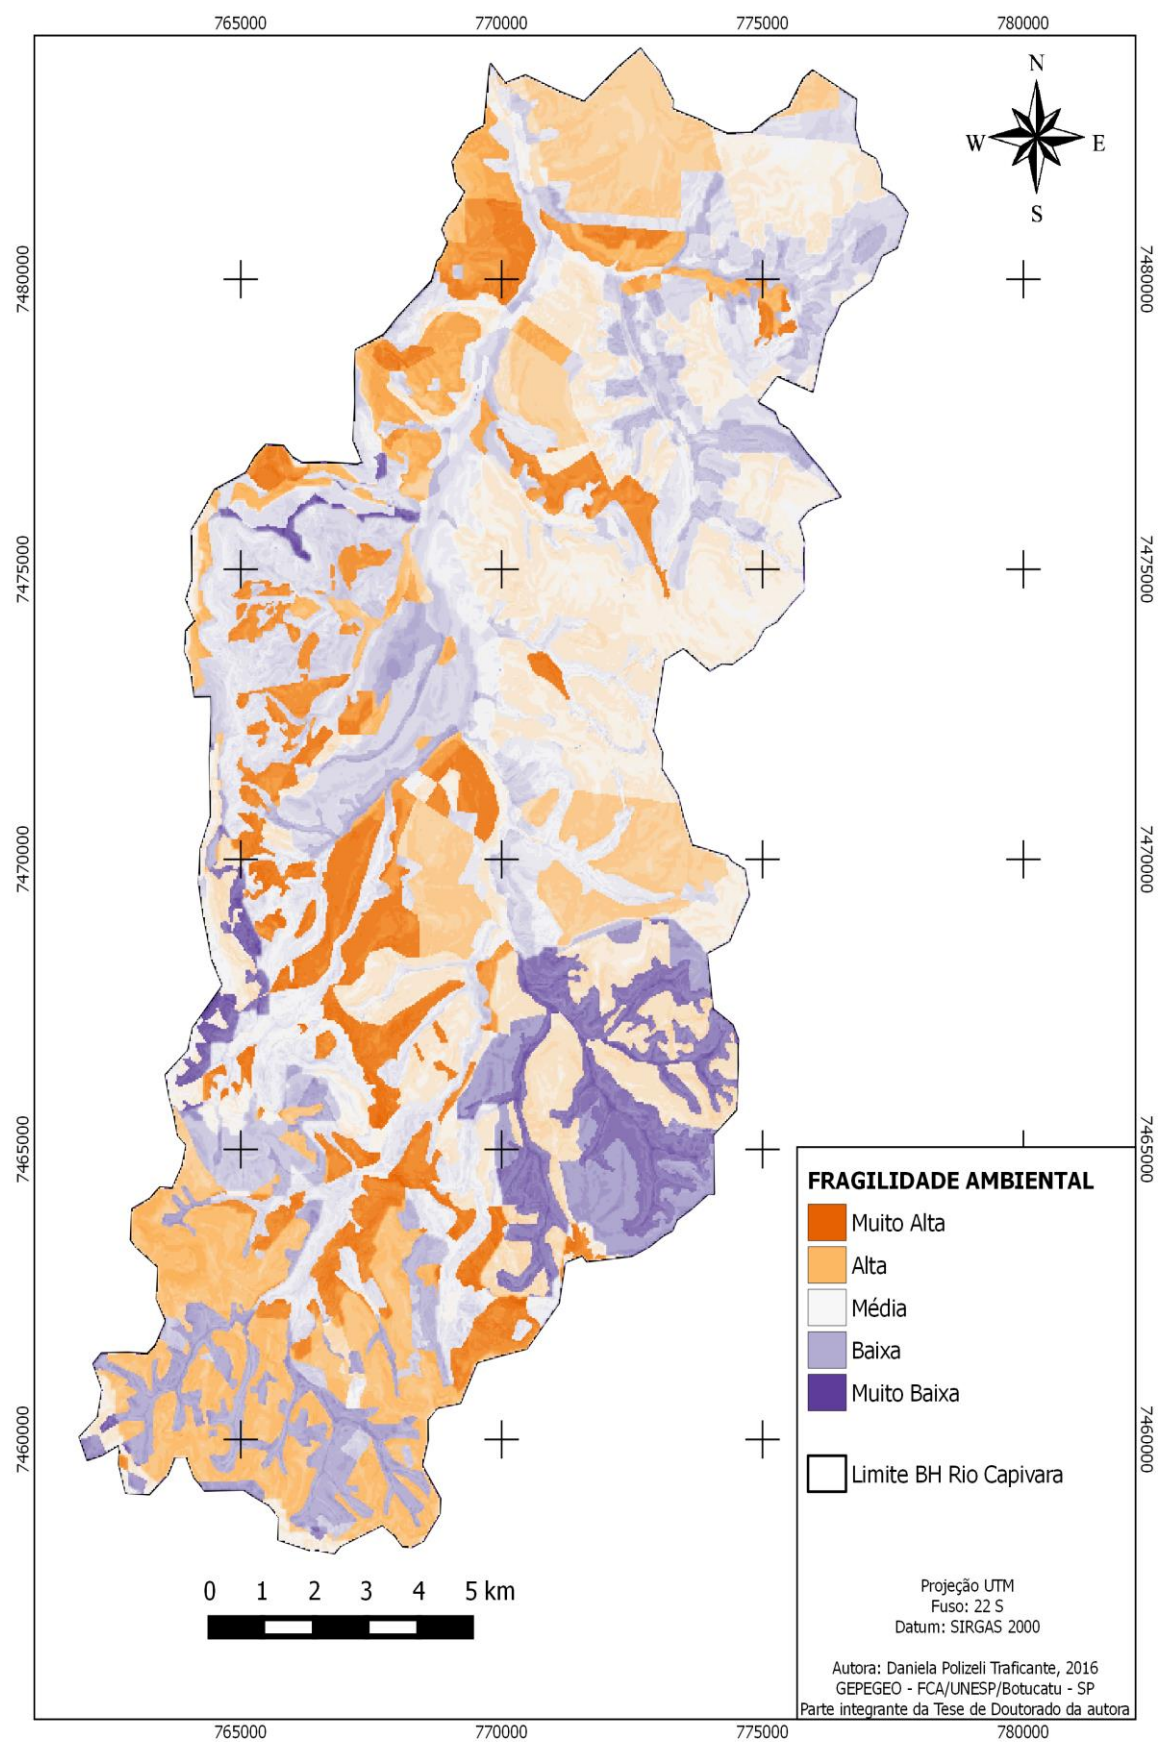 765000 770000 775000 780000
N
W E
S
7480000 7480000
7475000 7475000
7470000 7470000
7465000 7465000
FRAGILIDADE AMBIENTAL
Muito Alta
Alta
Média
Baixa
Muito Baixa
7460000 7460000
Limite BH Rio Capivara
0 1 2 3 4 5 km
Projeção UTM
Fuso: 22 S
Datum: SIRGAS 2000
Autora: Daniela Polizeli Traficante, 2016
GEPEGEO - FCA/UNESP/Botucatu - SP
Parte integrante da Tese de Doutorado da autora
765000 770000 775000 780000